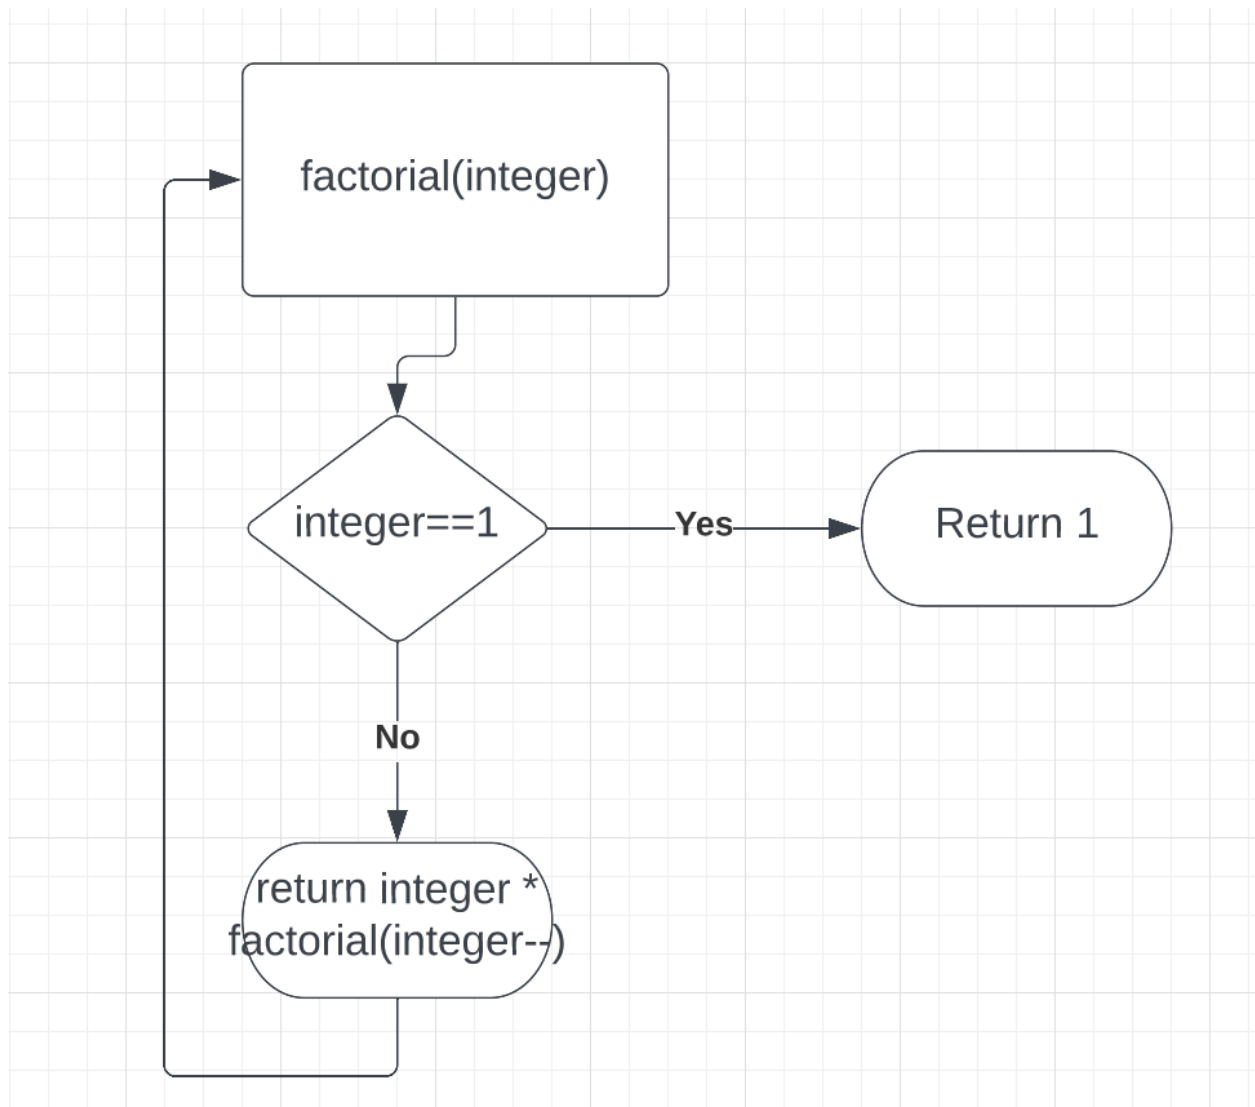 factorial(integer)
integer==1
Yes
Return 1
No
return integer *
factorial(integer--)